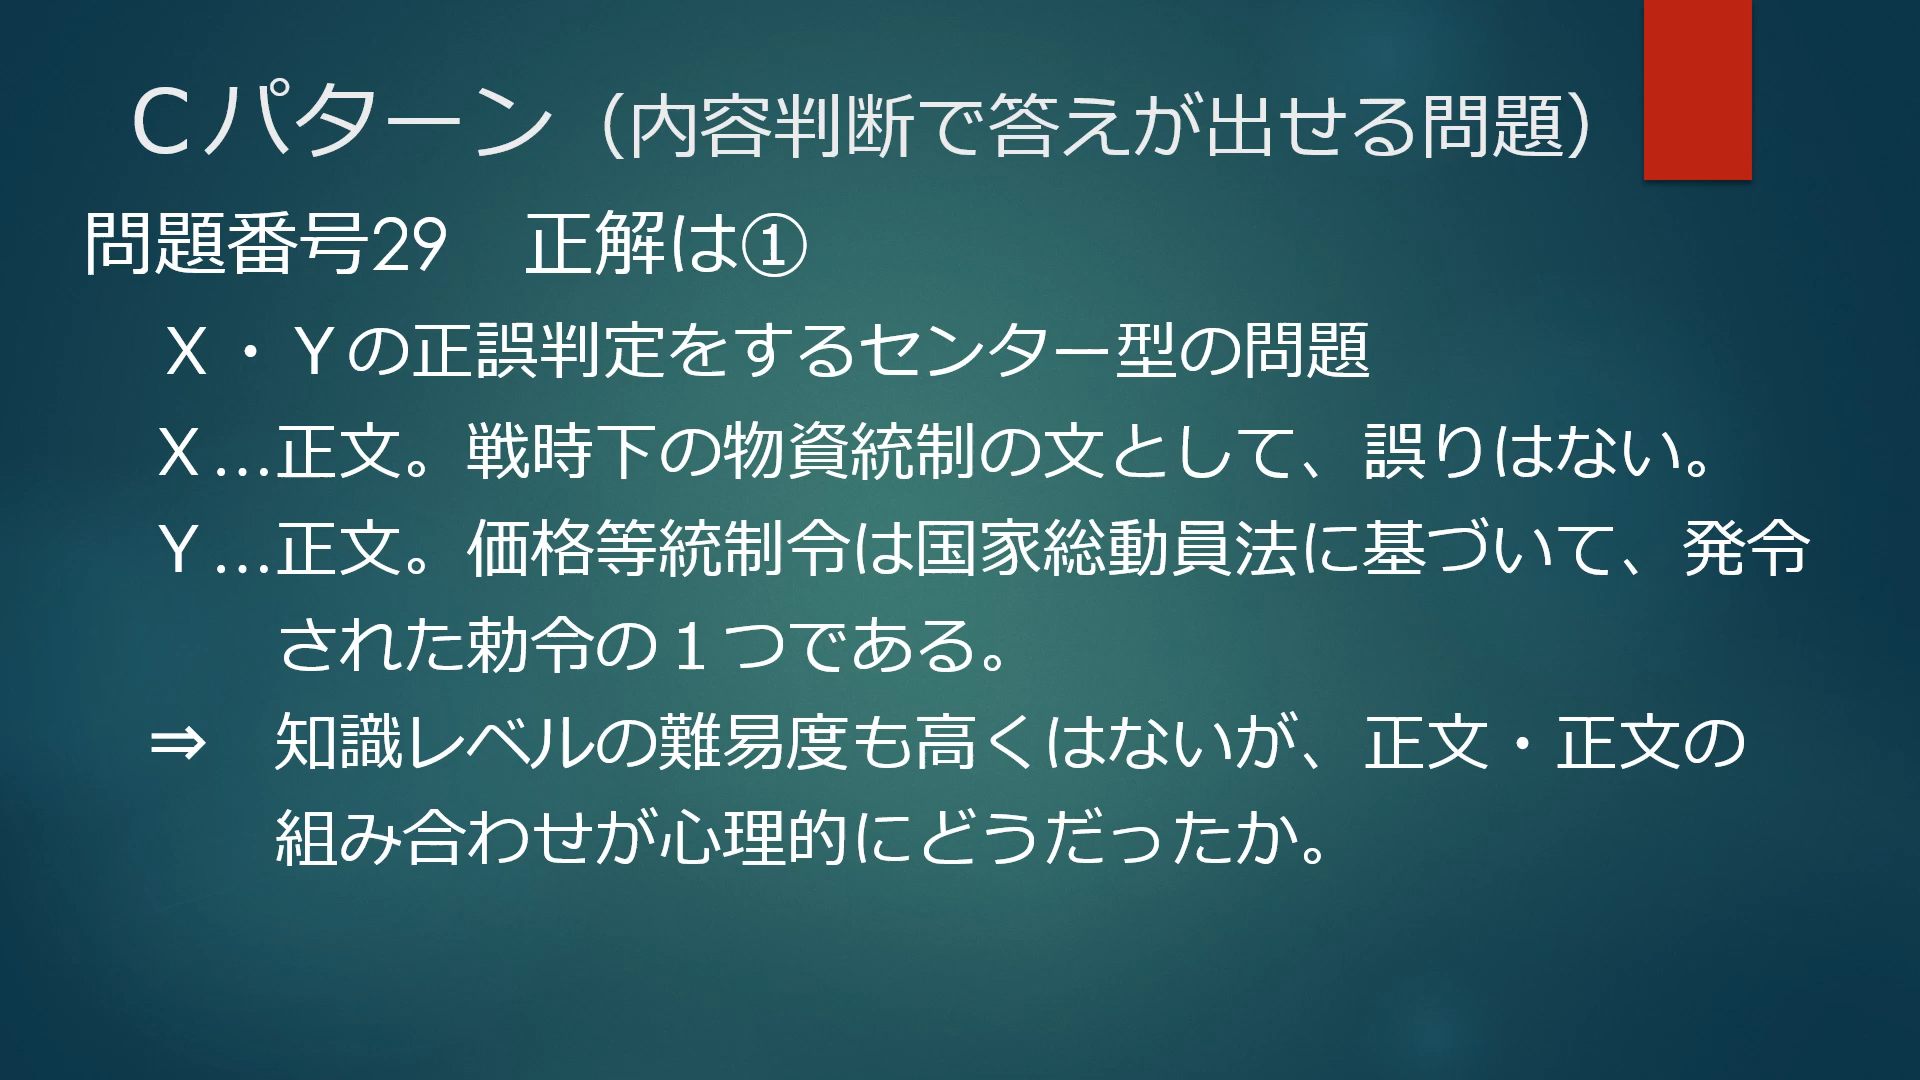 Ｃパターン（内容判断で答えが出せる問題）
問題番号29　正解は①
Ｘ・Ｙの正誤判定をするセンター型の問題
Ｘ…正文。戦時下の物資統制の文として、誤りはない。
Ｙ…正文。価格等統制令は国家総動員法に基づいて、発令
された勅令の１つである。
⇒　知識レベルの難易度も高くはないが、正文・正文の
組み合わせが心理的にどうだったか。